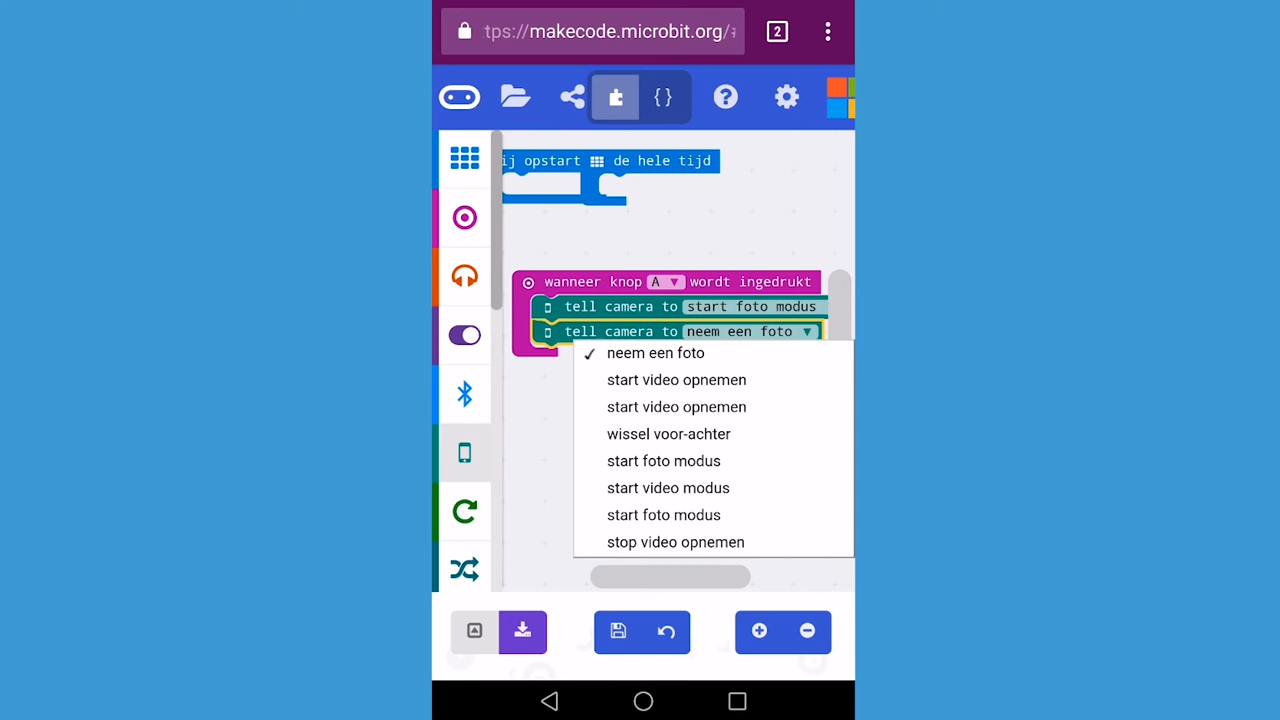 tps://makecode.microbit.org/
2
{}
?
ij opstart
de hele tijd
wanneer knop A wordt ingedrukt
tell camera to start foto modus
tell camera to neem een foto
neem een foto
start video opnemen
start video opnemen
wissel voor-achter
start foto modus
start video modus
start foto modus
stop video opnemen